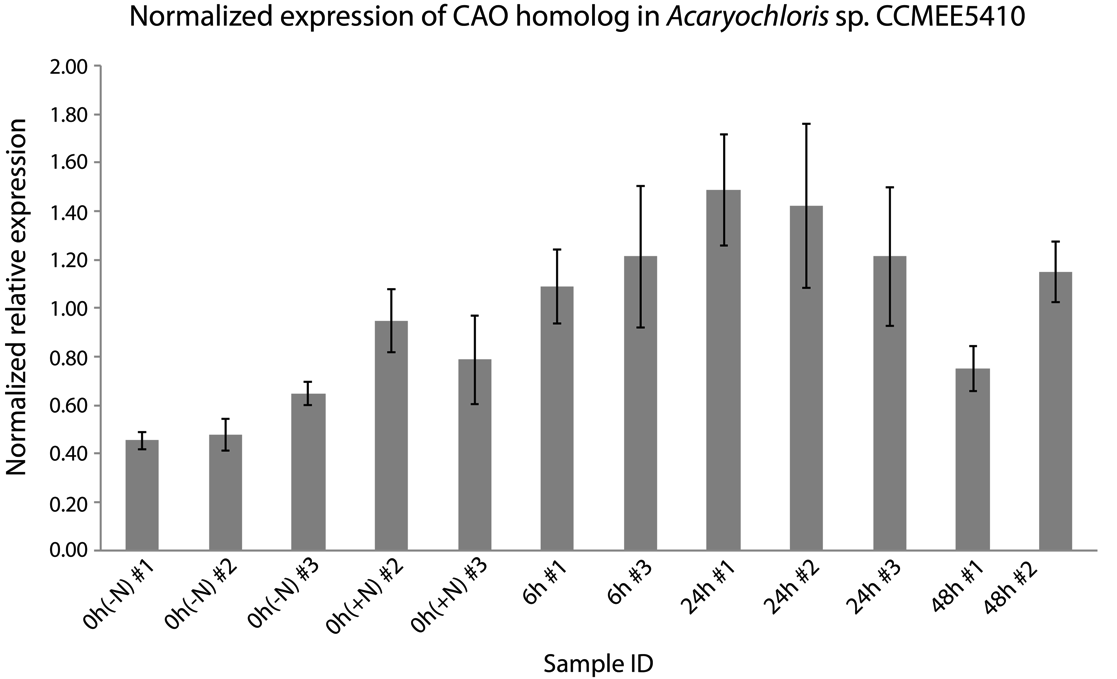 Normalized expression of CAO homolog in Acaryochloris sp. CCMEE5410
Normalized relative expression
2.00
1.80
1.60
1.40
1.20
1.00
0.80
0.60
0.40
0.20
0.00
0h(-N) #1
0h(-N) #2
0h(-N) #3
0h(+N) #2
0h(+N) #3
6h #1
6h #3
24h #1
24h #2
24h #3
48h #1
48h #2
Sample ID